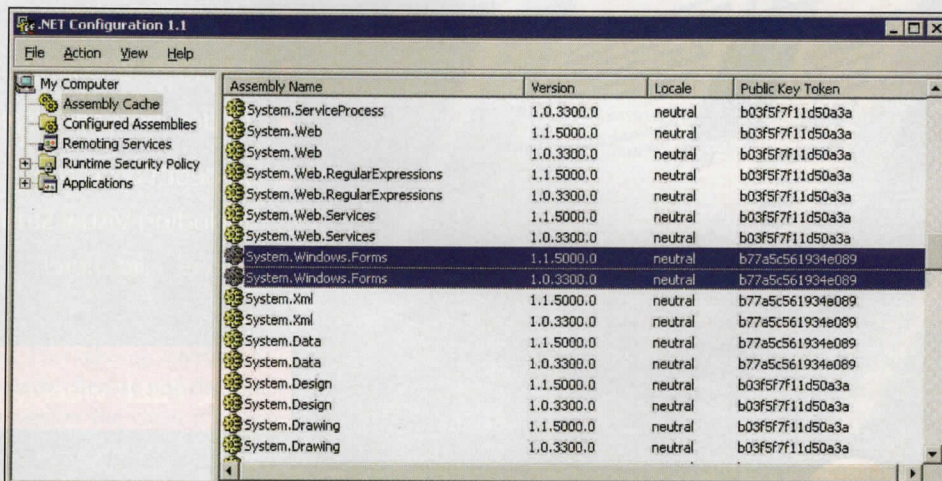 .NET Configuration 1.1
File Action View Help
My Computer
Assembly Cache
Configured Assemblies
Remoting Services
Runtime Security Policy
Applications
Assembly Name Version Locale Public Key Token
System.ServiceProcess 1.0.3300.0 neutral b03f5f7f11d50a3a
System.Web 1.1.5000.0 neutral b03f5f7f11d50a3a
System.Web 1.0.3300.0 neutral b03f5f7f11d50a3a
System.Web.RegularExpressions 1.1.5000.0 neutral b03f5f7f11d50a3a
System.Web.RegularExpressions 1.0.3300.0 neutral b03f5f7f11d50a3a
System.Web.Services 1.1.5000.0 neutral b03f5f7f11d50a3a
System.Web.Services 1.0.3300.0 neutral b03f5f7f11d50a3a
System.Windows.Forms 1.1.5000.0 neutral b77a5c561934e089
System.Windows.Forms 1.0.3300.0 neutral b77a5c561934e089
System.Xml 1.1.5000.0 neutral b77a5c561934e089
System.Xml 1.0.3300.0 neutral b77a5c561934e089
System.Data 1.1.5000.0 neutral b77a5c561934e089
System.Data 1.0.3300.0 neutral b77a5c561934e089
System.Design 1.1.5000.0 neutral b03f5f7f11d50a3a
System.Design 1.0.3300.0 neutral b03f5f7f11d50a3a
System.Drawing 1.1.5000.0 neutral b03f5f7f11d50a3a
System.Drawing 1.0.3300.0 neutral b03f5f7f11d50a3a